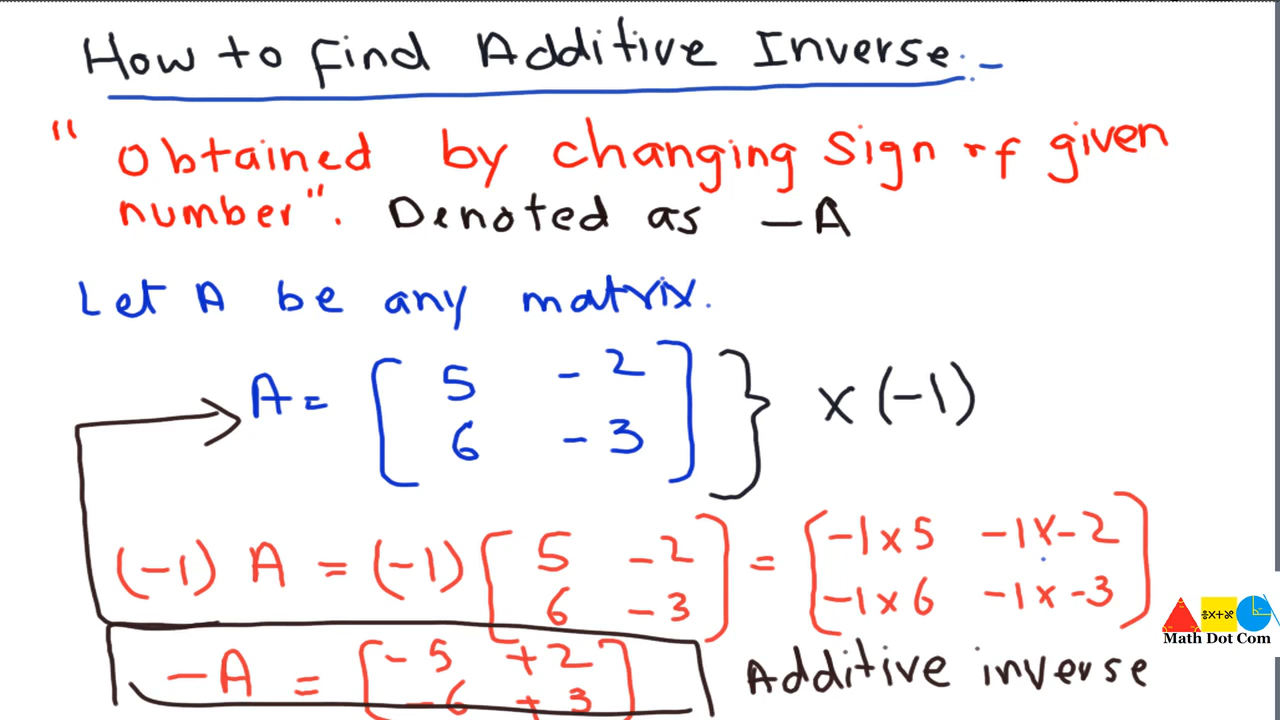 How to find Additive Inverse :-
" Obtained by changing sign of given
number". Denoted as -A
Let A be any matrix.
A = [ 5 -2
6 -3 ] } x (-1)
(-1) A = (-1) [ 5 -2
6 -3 ] = [ -1x5 -1x-2
-1x6 -1x-3 ]
-A = [ -5 +2
-6 +3 ] Additive inverse
Math Dot Com